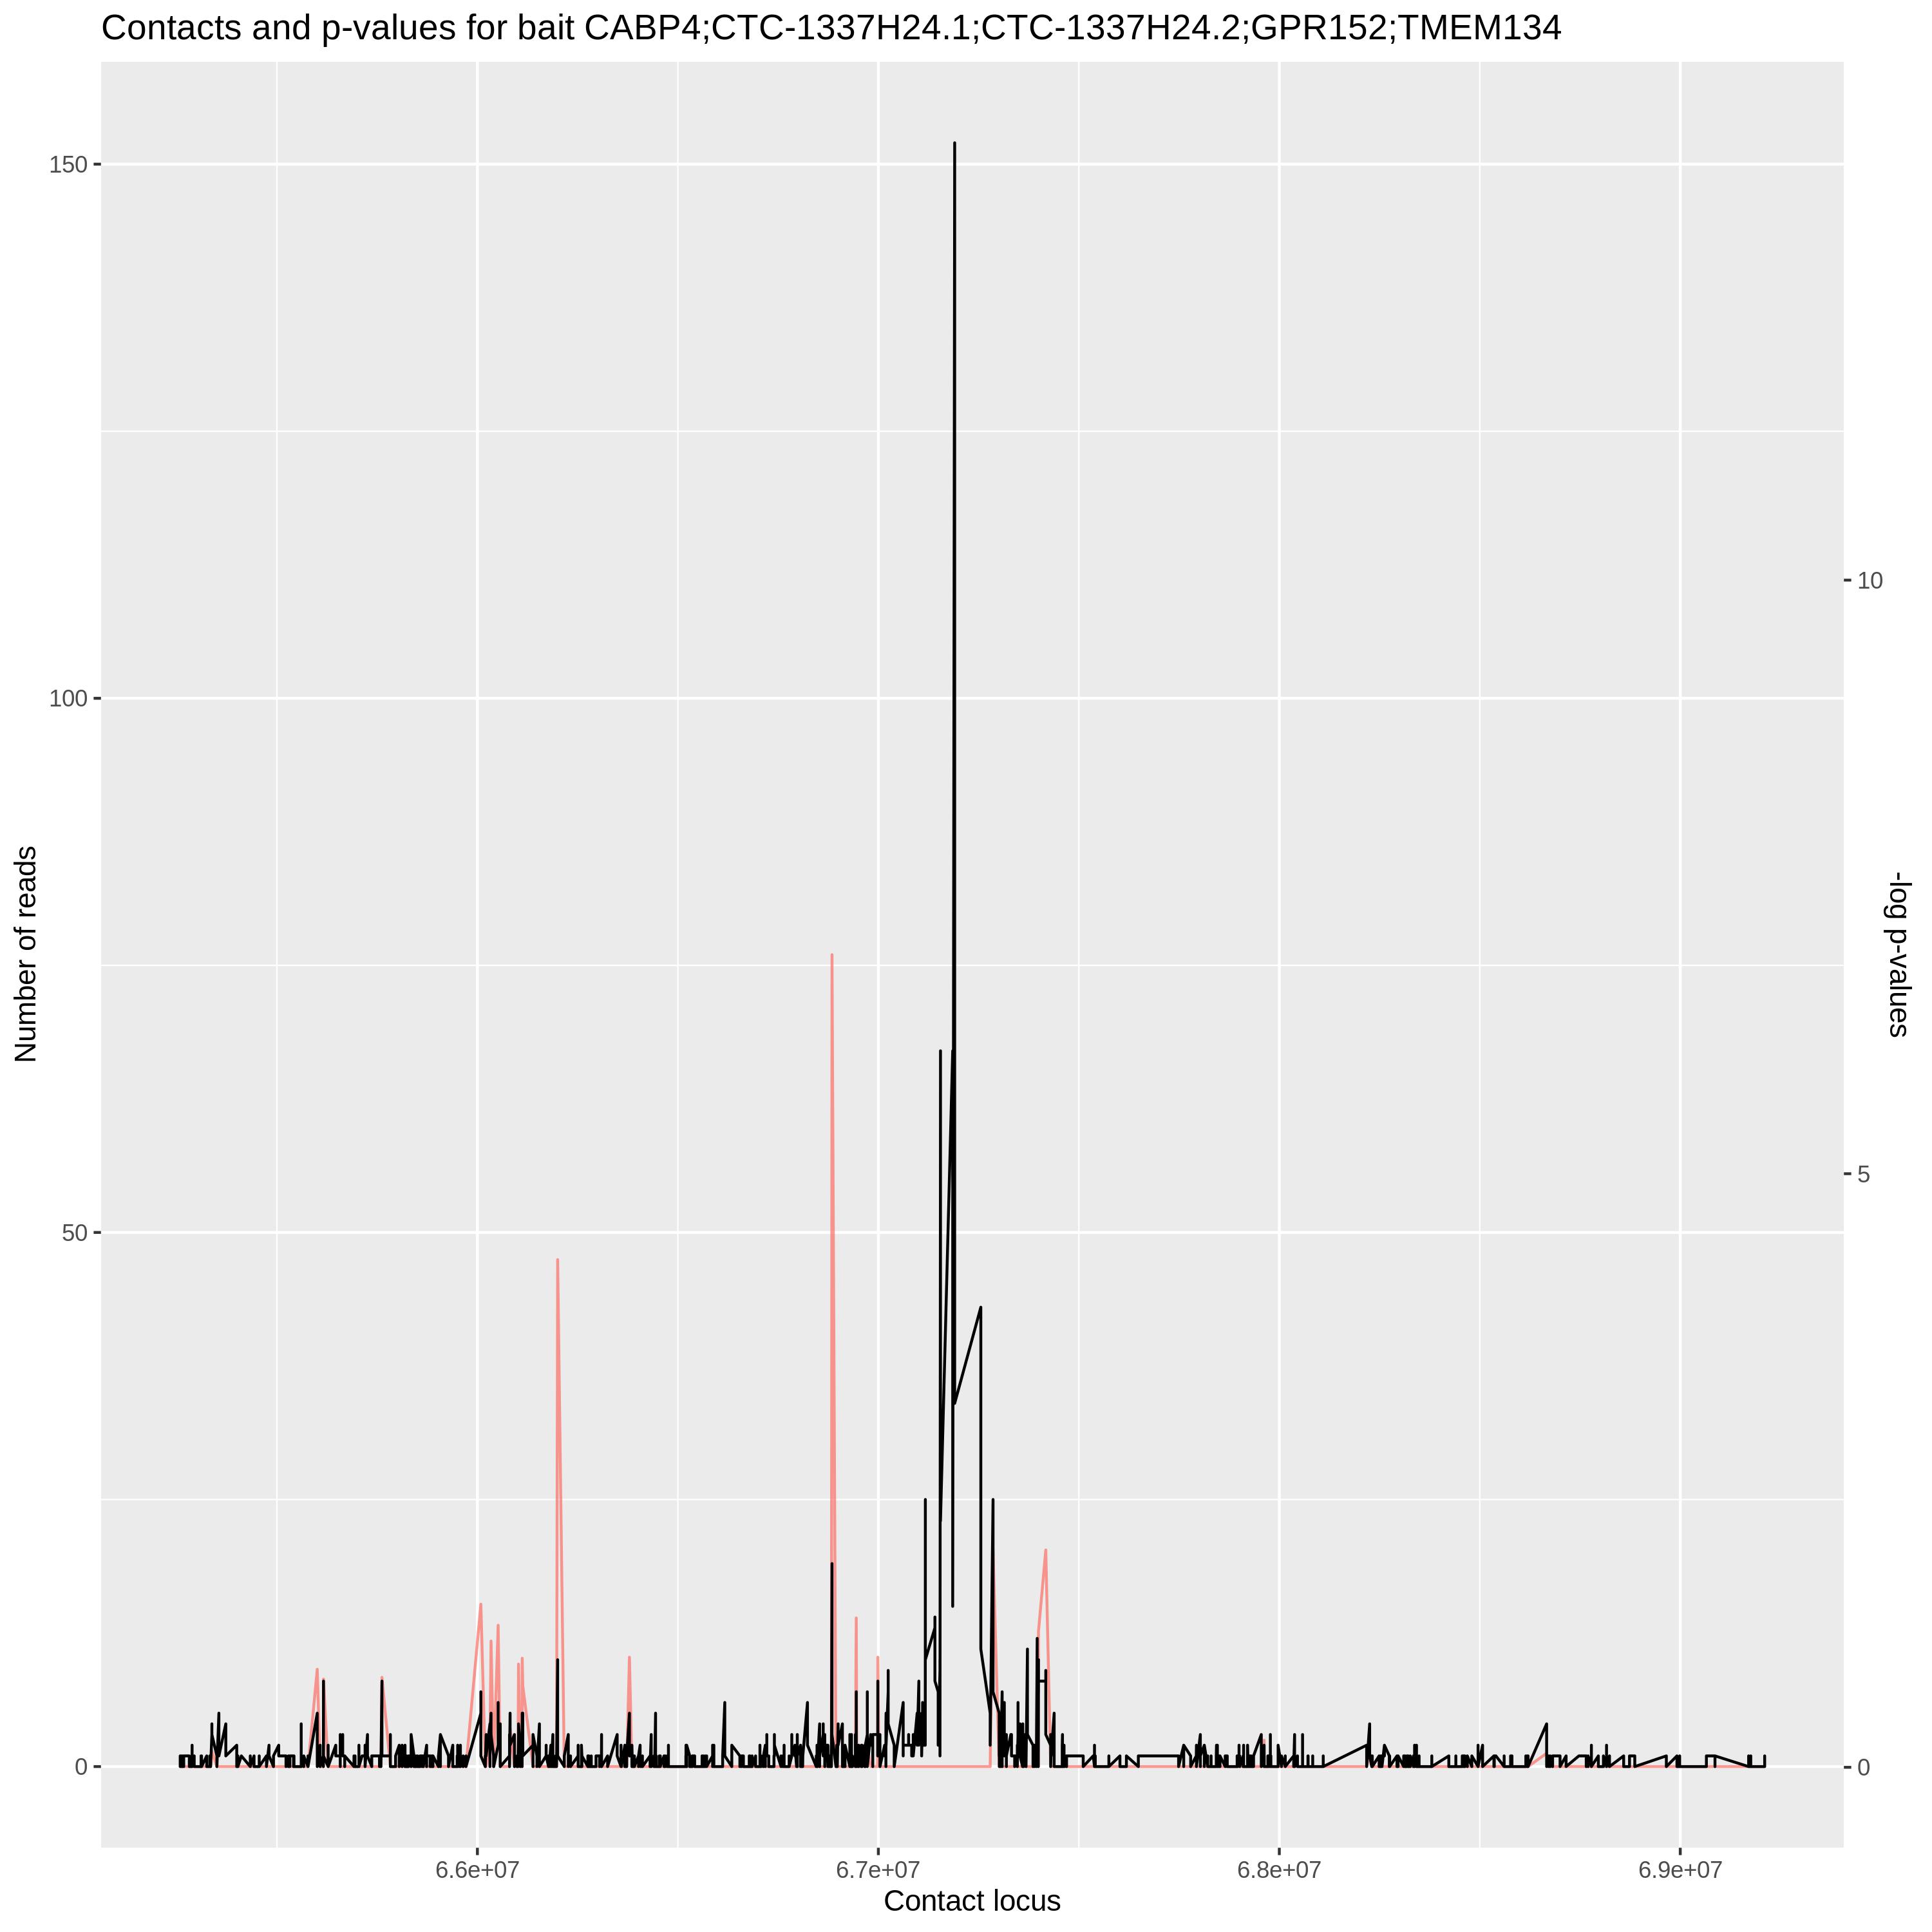 Contacts and p-values for bait CABP4;CTC-1337H24.1;CTC-1337H24.2;GPR152;TMEM134
150
100
50
0
Number of reads
10
5
0
-log p-values
6.6e+07
6.7e+07
6.8e+07
6.9e+07
Contact locus